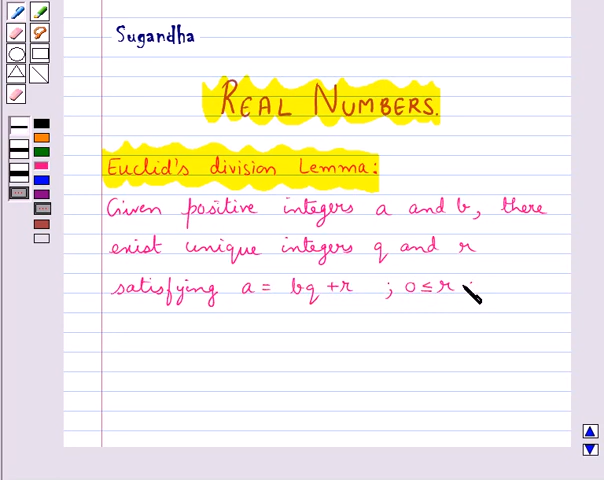 Sugandha
REAL NUMBERS.
Euclid's division Lemma:
Given positive integers a and b, there
exist unique integers q and r
satisfying a = bq + r ; 0 ≤ r